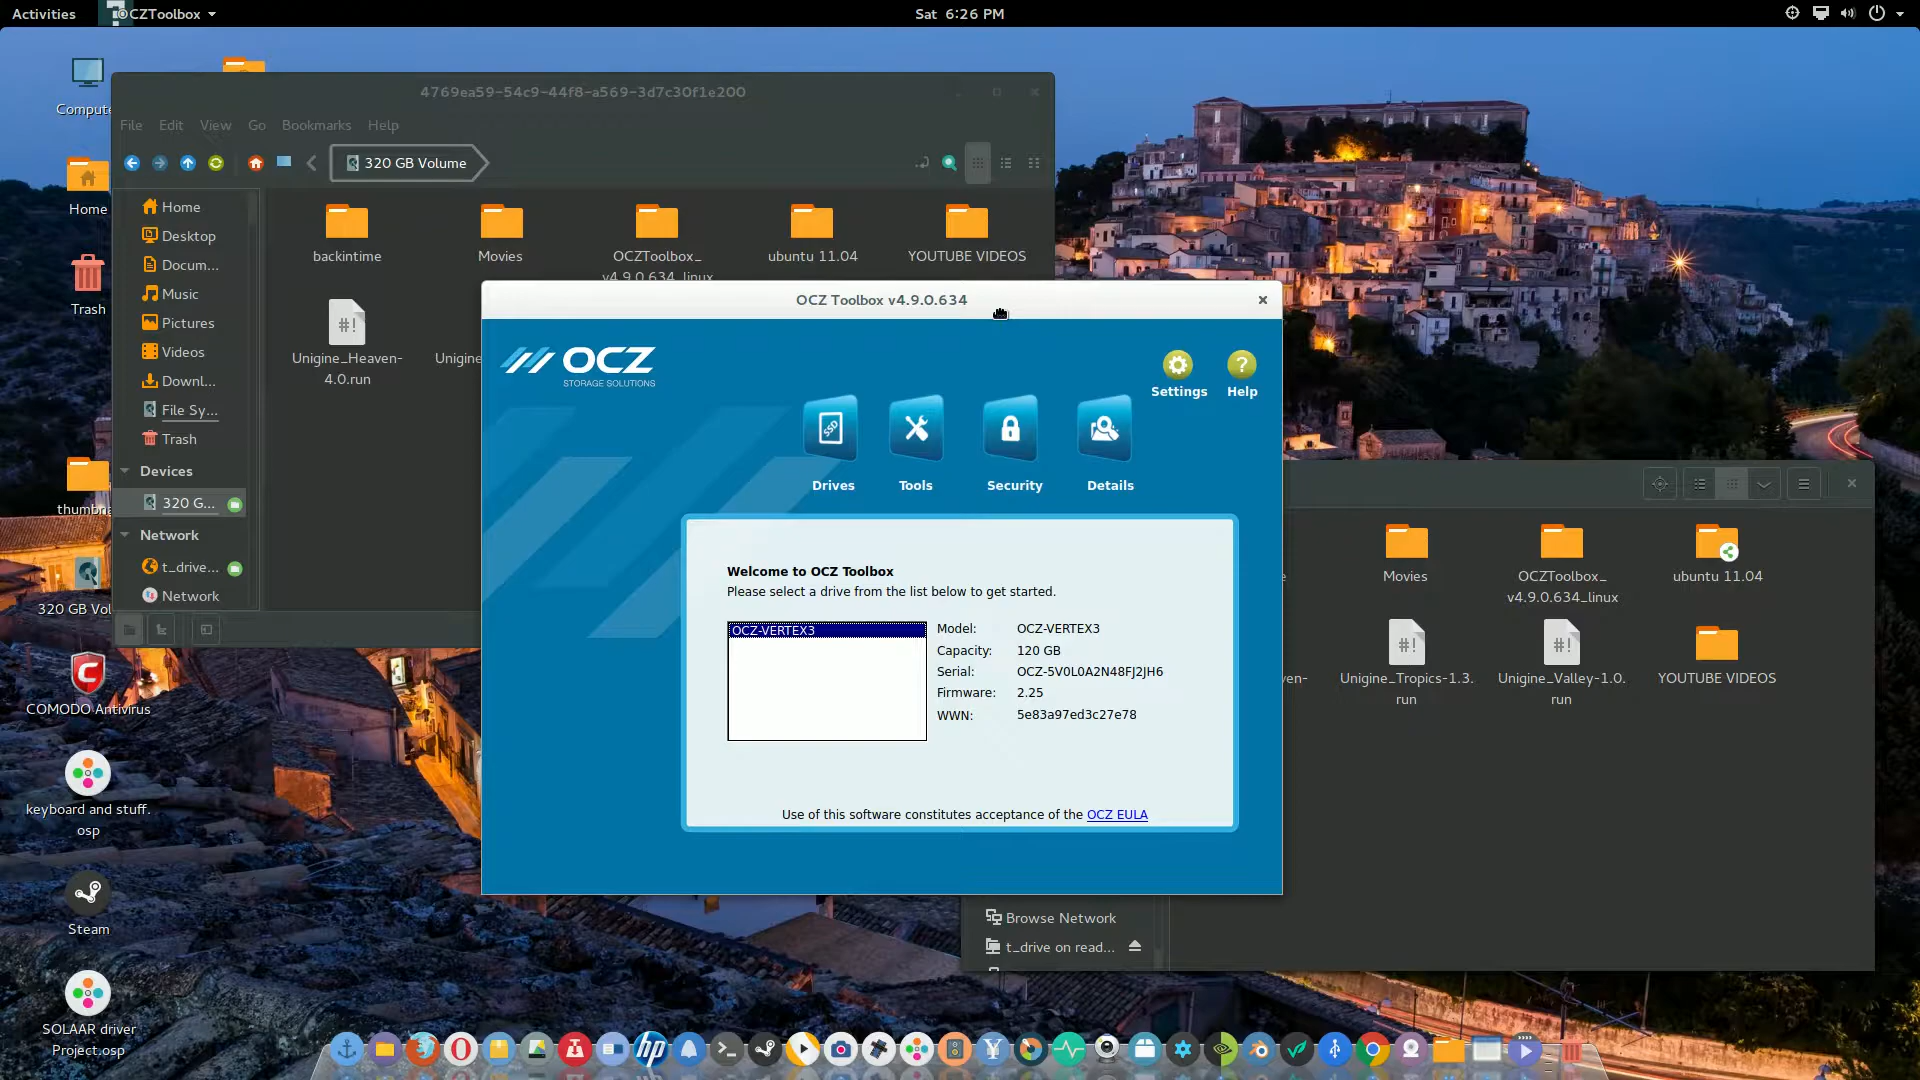 Activities
OCZToolbox
Sat 6:26 PM
Home
Trash
320 GB Vol
COMODO Antivirus
keyboard and stuff.
osp
Steam
SOLAAR driver
Project.osp
4769ea59-54c9-44f8-a569-3d7c30f1e200
File Edit View Go Bookmarks Help
320 GB Volume
Home
Desktop
Docum...
Music
Pictures
Videos
Downl...
File Sy...
Trash
Devices
320 G...
Network
t_drive...
Network
backintime
Movies
OCZToolbox_
v4.9.0.634_linux
ubuntu 11.04
YOUTUBE VIDEOS
#!
Unigine_Heaven-
4.0.run
OCZ Toolbox v4.9.0.634
OCZ
STORAGE SOLUTIONS
Settings
Help
SSD
Drives
Tools
Security
Details
Welcome to OCZ Toolbox
Please select a drive from the list below to get started.
OCZ-VERTEX3
Model: OCZ-VERTEX3
Capacity: 120 GB
Serial: OCZ-5V0L0A2N48FJ2JH6
Firmware: 2.25
WWN: 5e83a97ed3c27e78
Use of this software constitutes acceptance of the OCZ EULA
Movies
OCZToolbox_
v4.9.0.634_linux
ubuntu 11.04
#!
Unigine_Tropics-1.3.
run
#!
Unigine_Valley-1.0.
run
YOUTUBE VIDEOS
Browse Network
t_drive on read...
hp